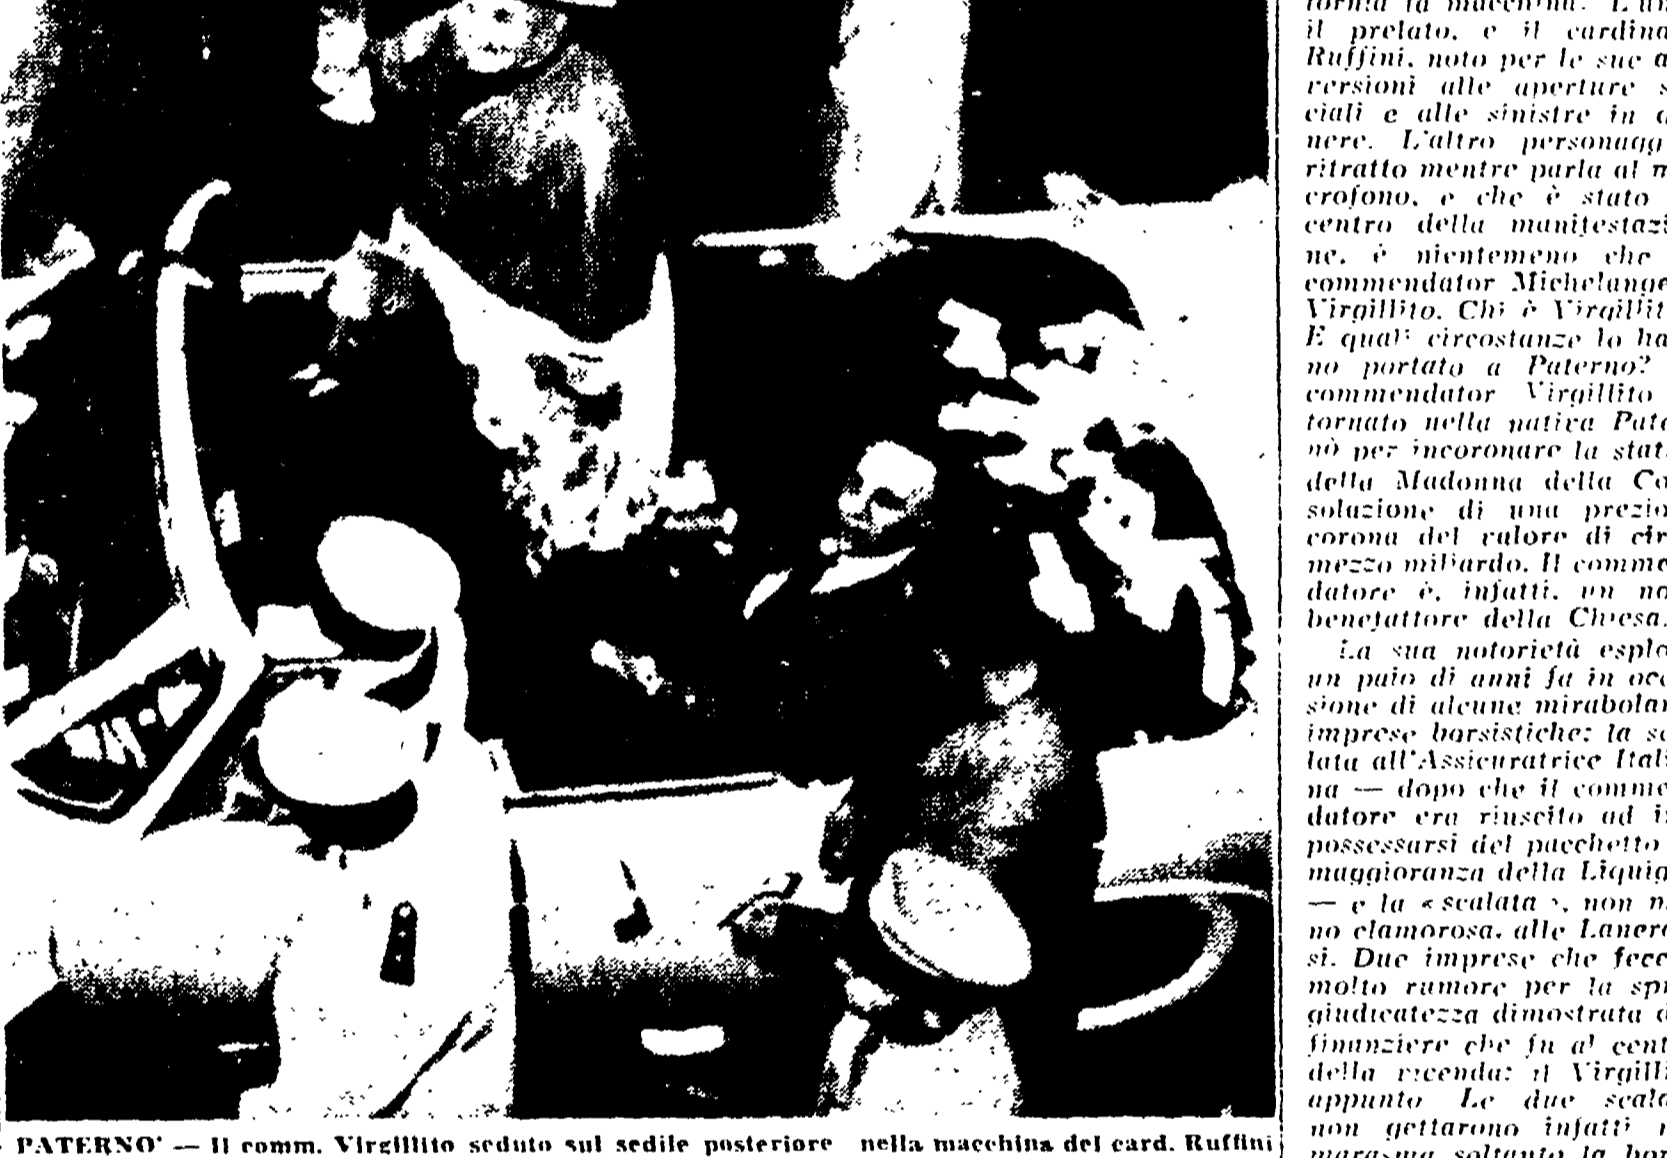 PATERNO' — Il comm. Virgillito seduto sul sedile posteriore nella macchina del card. Ruffini
il prelato, e il cardina
Ruffini, noto per le sue a
versioni alle aperture s
ciali e alle sinistre in
nere. L'altro personagg
ritratto mentre parla al m
crofono, e che è stato
centro della manifestazi
ne, è nientemeno che
commendator Michelange
Virgillito. Chi è Virgillit
E quali circostanze lo ha
no portato a Paterno?
commendator Virgillito
tornato nella nativa Pate
nò per incoronare la stat
della Madonna della Co
solazione di una prezio
corona del valore di cir
mezzo miliardo. Il comme
datore è, infatti, un no
benefattore della Chiesa.
La sua notorietà esplo
un paio di anni fa in occ
sione di alcune mirabolan
imprese borsistiche: la sc
lata all'Assicuratrice Itali
na — dopo che il comme
datore era riuscito ad i
possessarsi del pacchetto
maggioranza della Liquig
— e la «scalata», non m
no clamorosa, alle Lanero
si. Due imprese che fece
molto rumore per la spr
giudicatezza dimostrata d
finanziere che fu al cent
della vicenda: il Virgilli
appunto Le due scala
non gettarono infatti n
marasma soltanto la bor